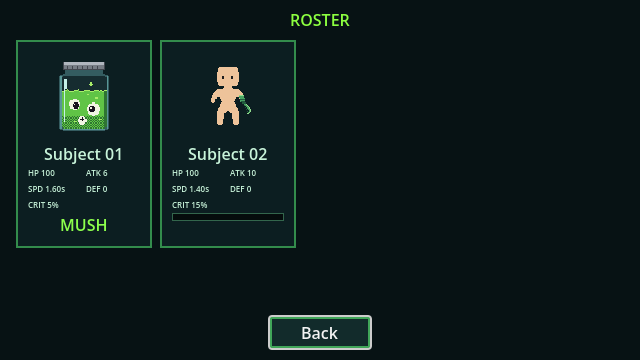 ROSTER
Subject 01
HP 100 ATK 6
SPD 1.60s DEF 0
CRIT 5%
MUSH
Subject 02
HP 100 ATK 10
SPD 1.40s DEF 0
CRIT 15%
Back